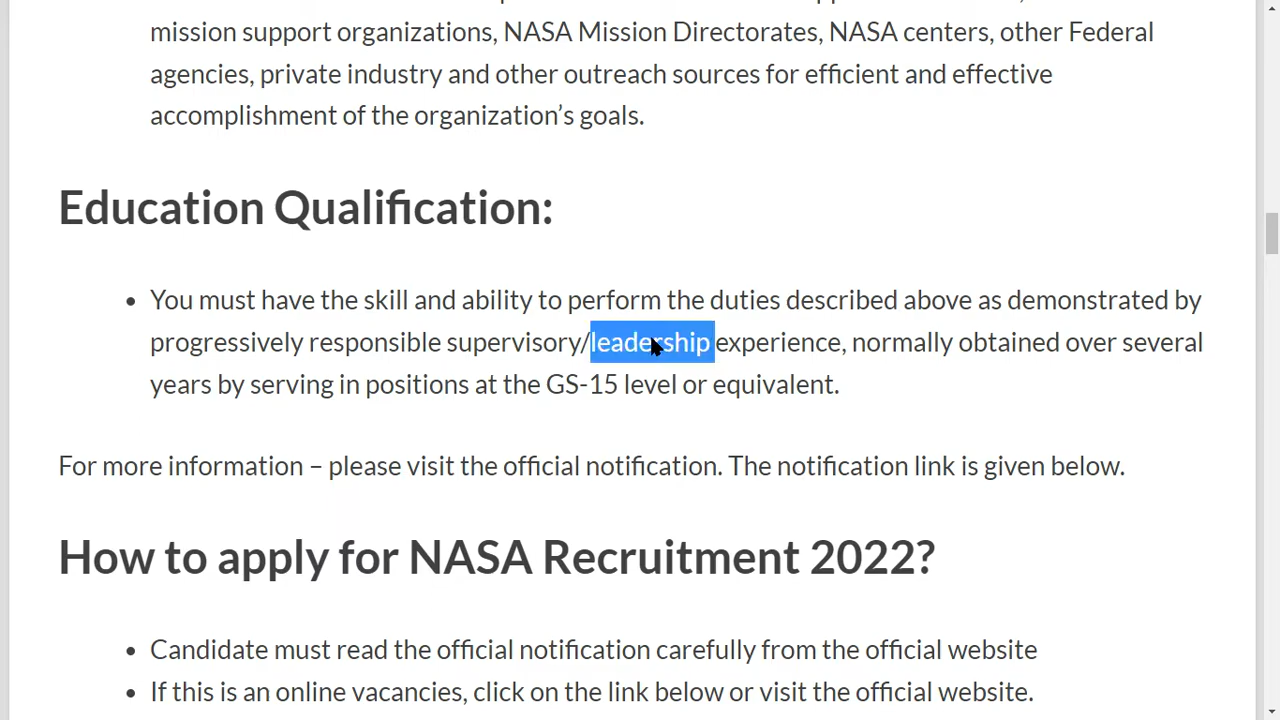 mission support organizations, NASA Mission Directorates, NASA centers, other Federal
agencies, private industry and other outreach sources for efficient and effective
accomplishment of the organization’s goals.
Education Qualification:
• You must have the skill and ability to perform the duties described above as demonstrated by
progressively responsible supervisory/leadership experience, normally obtained over several
years by serving in positions at the GS-15 level or equivalent.
For more information – please visit the official notification. The notification link is given below.
How to apply for NASA Recruitment 2022?
• Candidate must read the official notification carefully from the official website
• If this is an online vacancies, click on the link below or visit the official website.